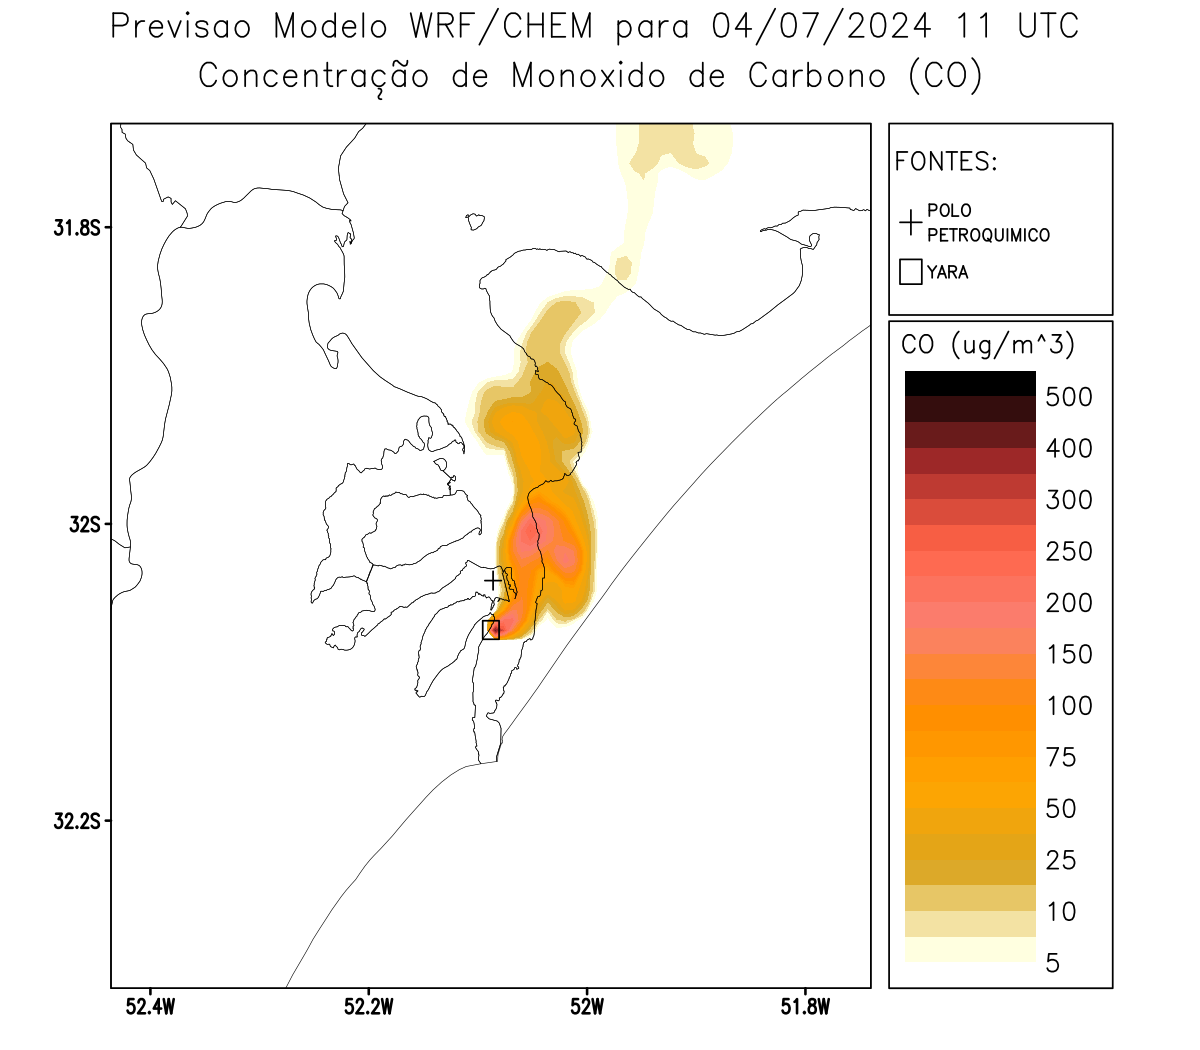 Previsao Modelo WRF/CHEM para 04/07/2024 11 UTC
Concentração de Monoxido de Carbono (CO)
FONTES:
POLO
PETROQUIMICO
YARA
CO (ug/m^3)
500
400
300
250
200
150
100
75
50
25
10
5
31.8S
32S
32.2S
52.4W
52.2W
52W
51.8W